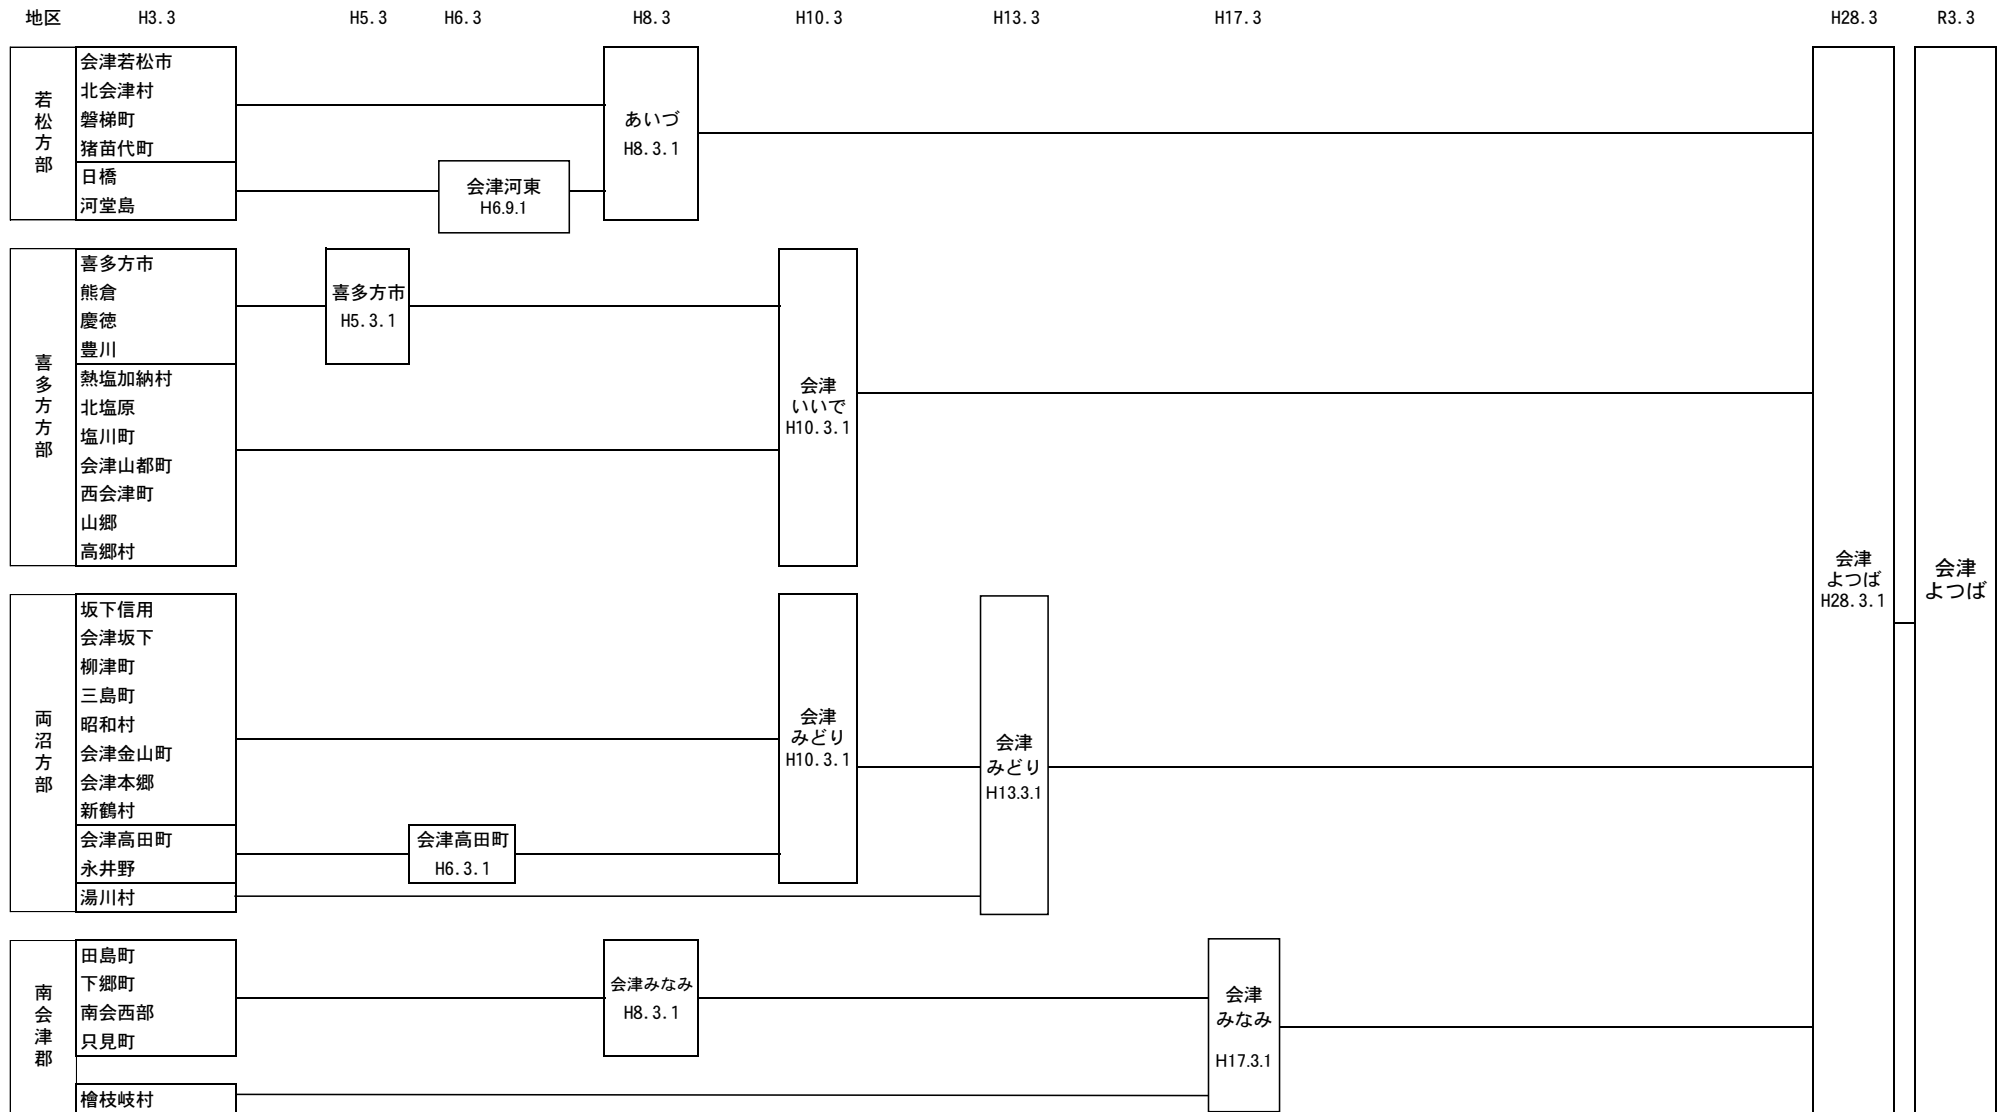 地区 H3.3 H5.3 H6.3 H8.3 H10.3 H13.3 H17.3 H28.3 R3.3
若松方部
会津若松市
北会津村
磐梯町
猪苗代町
日橋
河堂島
会津河東
H6.9.1
あいづ
H8.3.1
喜多方方部
喜多方市
熊倉
慶徳
豊川
熱塩加納村
北塩原
塩川町
会津山都町
西会津町
山郷
高郷村
喜多方市
H5.3.1
会津
いいで
H10.3.1
両沼方部
坂下信用
会津坂下
柳津町
三島町
昭和村
会津金山町
会津本郷
新鶴村
会津高田町
永井野
湯川村
会津高田町
H6.3.1
会津
みどり
H10.3.1
会津
みどり
H13.3.1
南会津郡
田島町
下郷町
南会西部
只見町
檜枝岐村
会津みなみ
H8.3.1
会津
みなみ
H17.3.1
会津
よつば
H28.3.1
会津
よつば